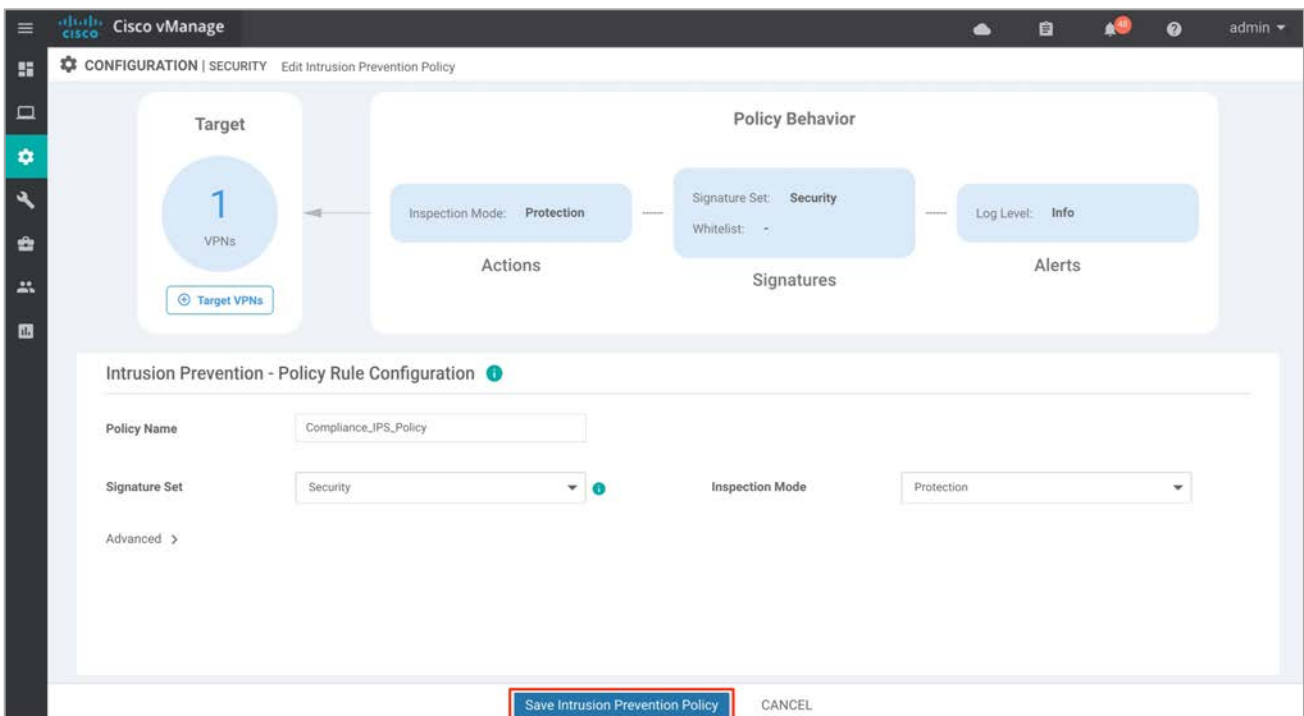 cisco Cisco vManage 48 admin
CONFIGURATION | SECURITY Edit Intrusion Prevention Policy
Target
1
VPNs
Target VPNs
Policy Behavior
Inspection Mode: Protection
Actions
Signature Set: Security
Whitelist: -
Signatures
Log Level: Info
Alerts
Intrusion Prevention - Policy Rule Configuration
Policy Name Compliance_IPS_Policy
Signature Set Security Inspection Mode Protection
Advanced >
Save Intrusion Prevention Policy CANCEL